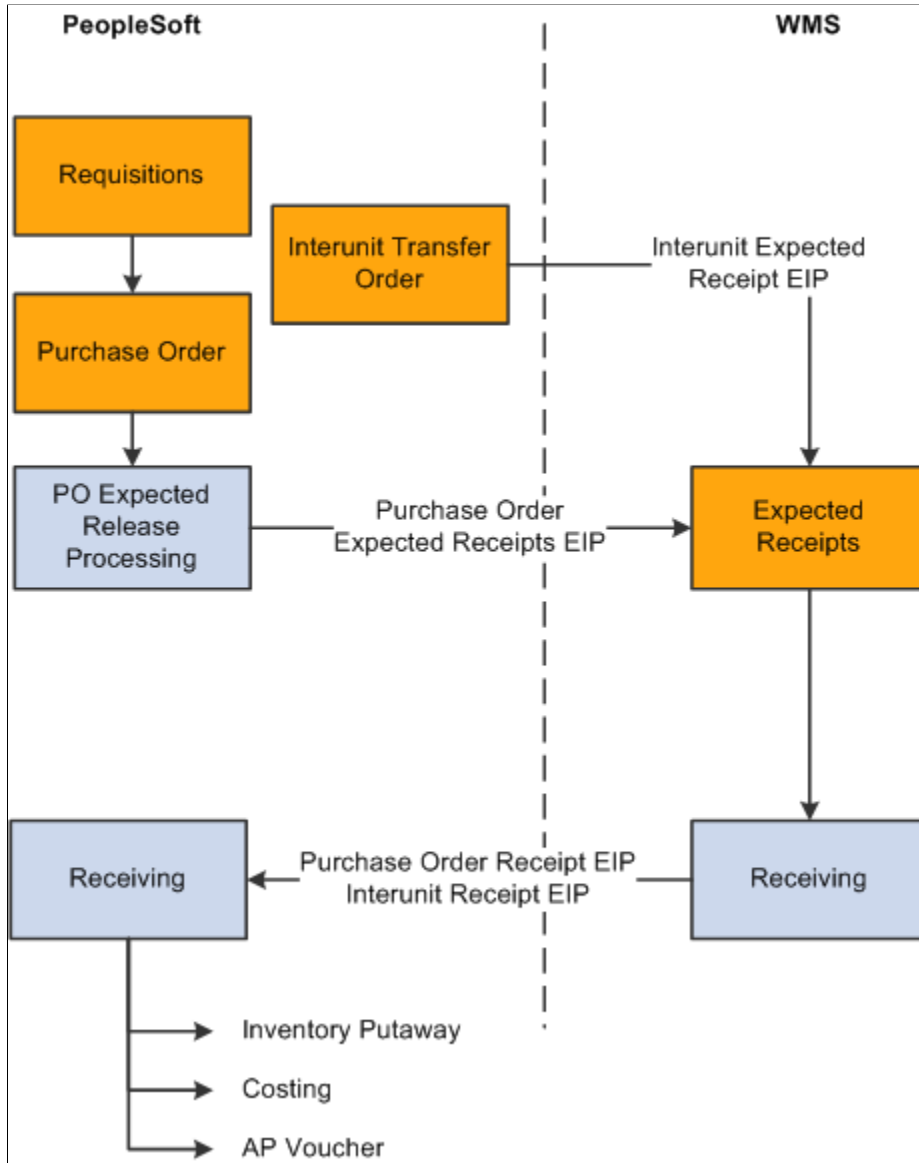 PeopleSoft
WMS
Requisitions
Interunit Transfer
Order
Interunit Expected
Receipt EIP
Purchase Order
PO Expected
Release
Processing
Purchase Order
Expected Receipts EIP
Expected
Receipts
Receiving
Purchase Order Receipt EIP
Interunit Receipt EIP
Receiving
Inventory Putaway
Costing
AP Voucher